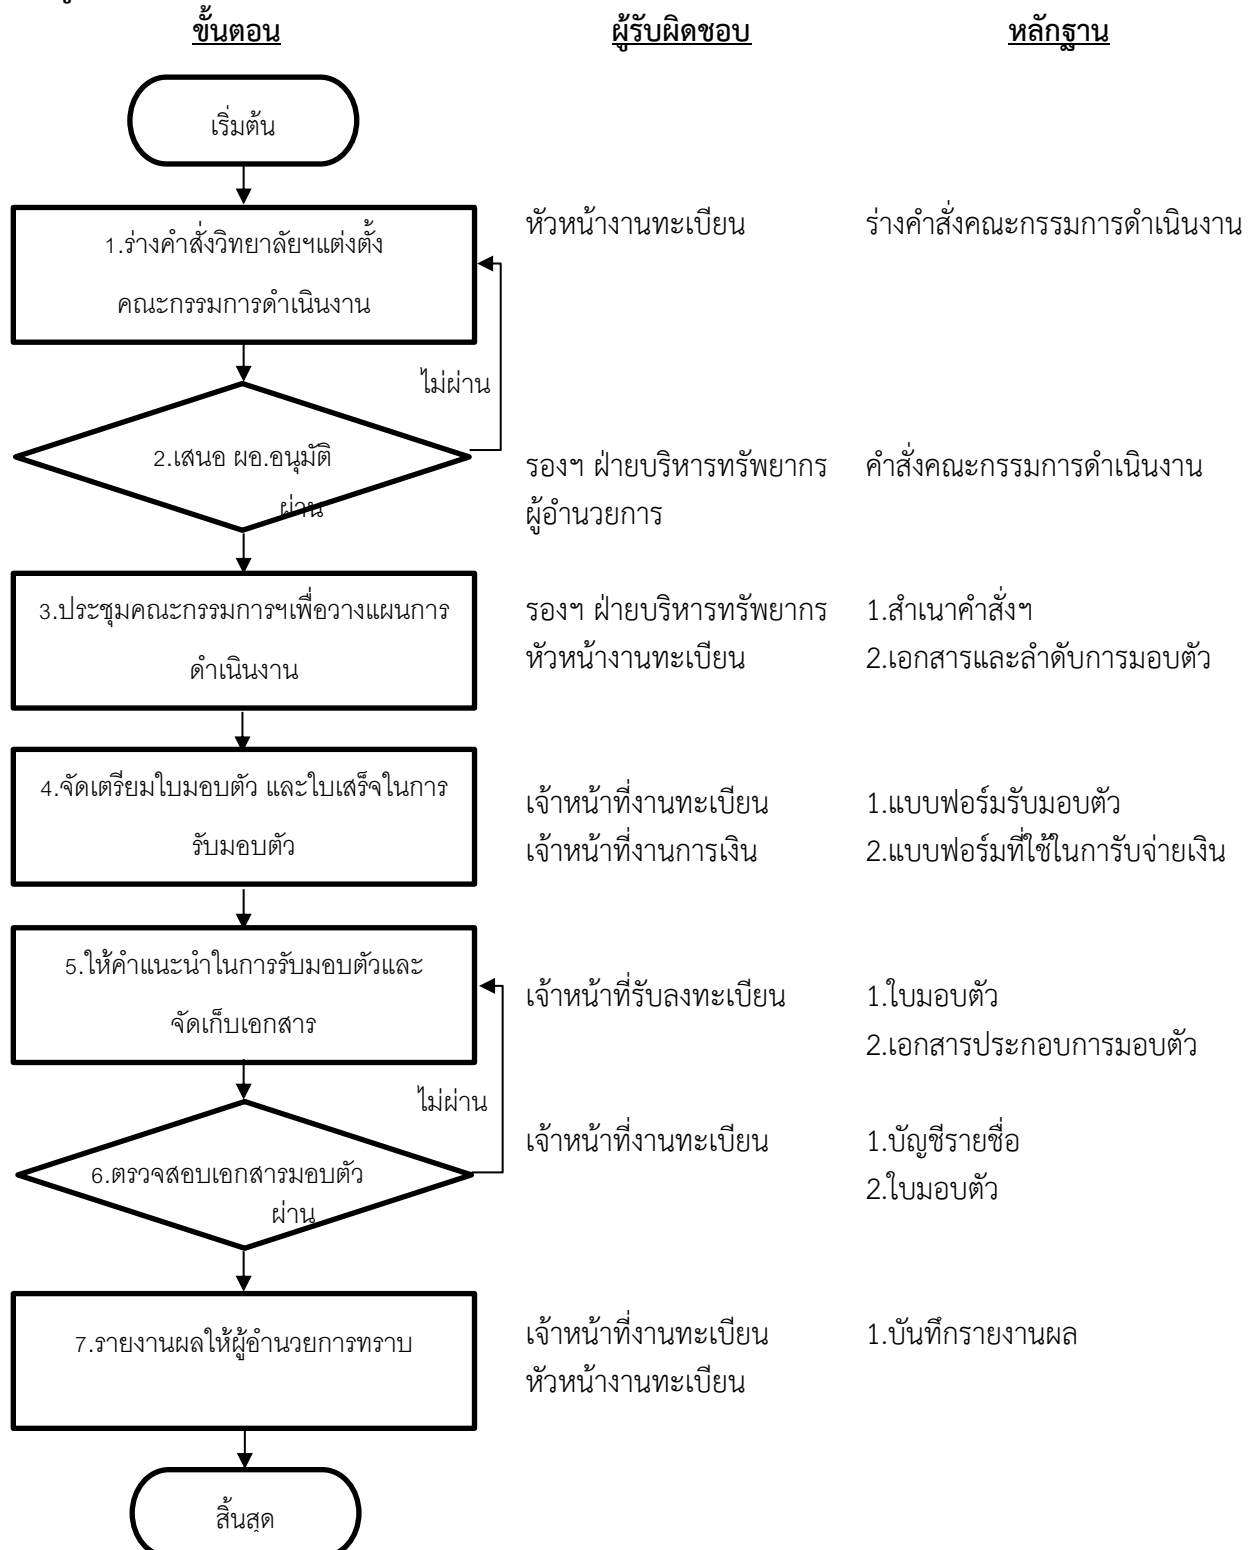 ขั้นตอน ผู้รับผิดชอบ หลักฐาน
เริ่มต้น
1.ร่างคำสั่งวิทยาลัยฯแต่งตั้ง
คณะกรรมการดำเนินงาน
หัวหน้างานทะเบียน ร่างคำสั่งคณะกรรมการดำเนินงาน
ไม่ผ่าน
2.เสนอ ผอ.อนุมัติ
ผ่าน
รองฯ ฝ่ายบริหารทรัพยากร คำสั่งคณะกรรมการดำเนินงาน
ผู้อำนวยการ
3.ประชุมคณะกรรมการฯเพื่อวางแผนการ
ดำเนินงาน
รองฯ ฝ่ายบริหารทรัพยากร 1.สำเนาคำสั่งฯ
หัวหน้างานทะเบียน 2.เอกสารและลำดับการมอบตัว
4.จัดเตรียมใบมอบตัว และใบเสร็จในการ
รับมอบตัว
เจ้าหน้าที่งานทะเบียน 1.แบบฟอร์มรับมอบตัว
เจ้าหน้าที่งานการเงิน 2.แบบฟอร์มที่ใช้ในการับจ่ายเงิน
5.ให้คำแนะนำในการรับมอบตัวและ
จัดเก็บเอกสาร
เจ้าหน้าที่รับลงทะเบียน 1.ใบมอบตัว
2.เอกสารประกอบการมอบตัว
ไม่ผ่าน
6.ตรวจสอบเอกสารมอบตัว
ผ่าน
เจ้าหน้าที่งานทะเบียน 1.บัญชีรายชื่อ
2.ใบมอบตัว
7.รายงานผลให้ผู้อำนวยการทราบ
เจ้าหน้าที่งานทะเบียน 1.บันทึกรายงานผล
หัวหน้างานทะเบียน
สิ้นสุด